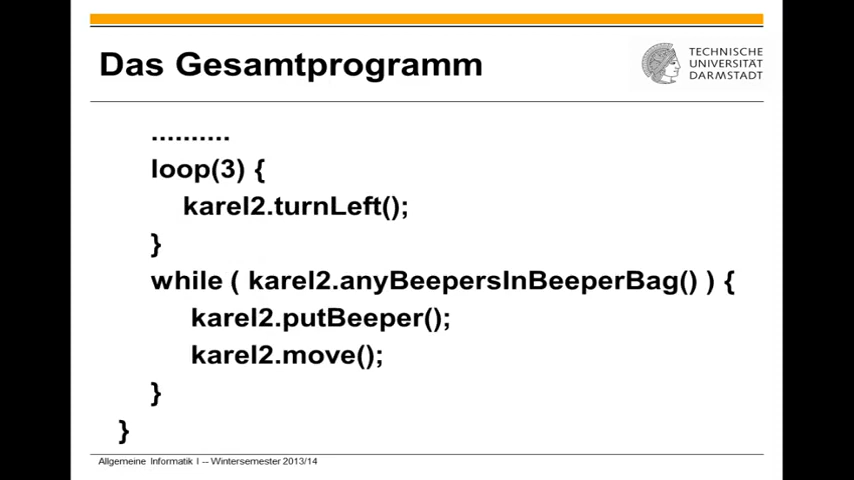 Das Gesamtprogramm
TECHNISCHE
UNIVERSITÄT
DARMSTADT
..........
loop(3) {
karel2.turnLeft();
}
while ( karel2.anyBeepersInBeeperBag() ) {
karel2.putBeeper();
karel2.move();
}
}
Allgemeine Informatik I -- Wintersemester 2013/14